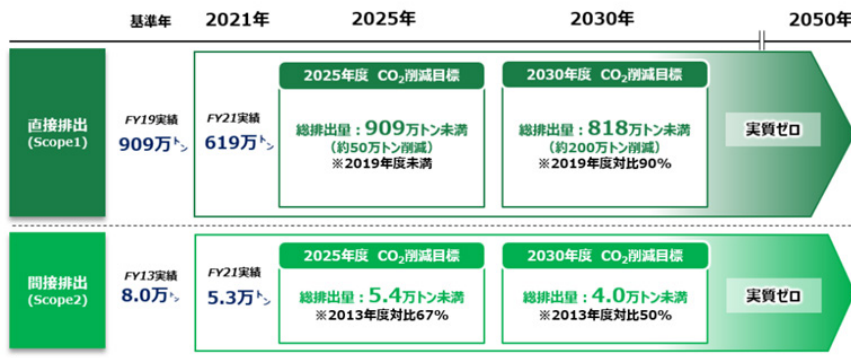 基準年 2021年 2025年 2030年 2050年
直接排出
(Scope1)
FY19実績
909万トン
FY21実績
619万トン
2025年度 CO₂削減目標
総排出量:909万トン未満
(約50万トン削減)
※2019年度未満
2030年度 CO₂削減目標
総排出量:818万トン未満
(約200万トン削減)
※2019年度対比90%
実質ゼロ
間接排出
(Scope2)
FY13実績
8.0万トン
FY21実績
5.3万トン
2025年度 CO₂削減目標
総排出量:5.4万トン未満
※2013年度対比67%
2030年度 CO₂削減目標
総排出量:4.0万トン未満
※2013年度対比50%
実質ゼロ